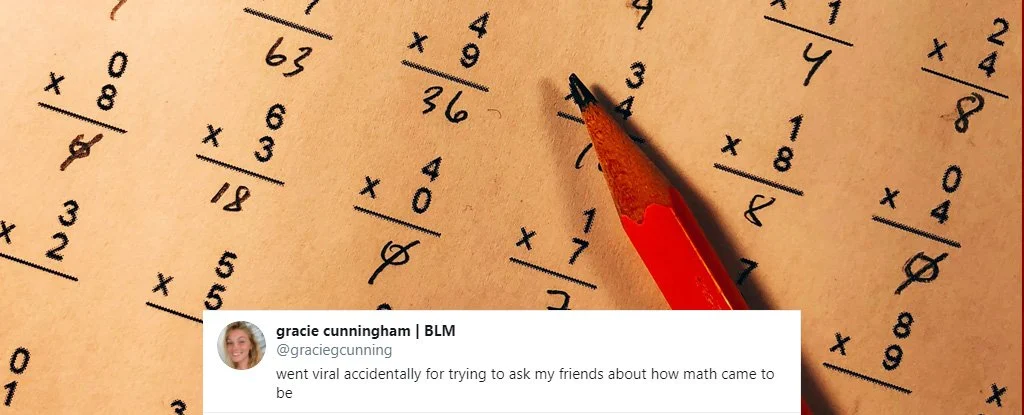 63
4
x 9
36
x 1
4
2
x 4
8
0
x 8
0
6
x 3
18
3
4
1
x 8
8
4
x 0
0
0
x 4
0
3
x 2
1
x 7
7
5
x 5
7
8
x 9
0
1
3
x
gracie cunningham | BLM
@graciegcunning
went viral accidentally for trying to ask my friends about how math came to
be